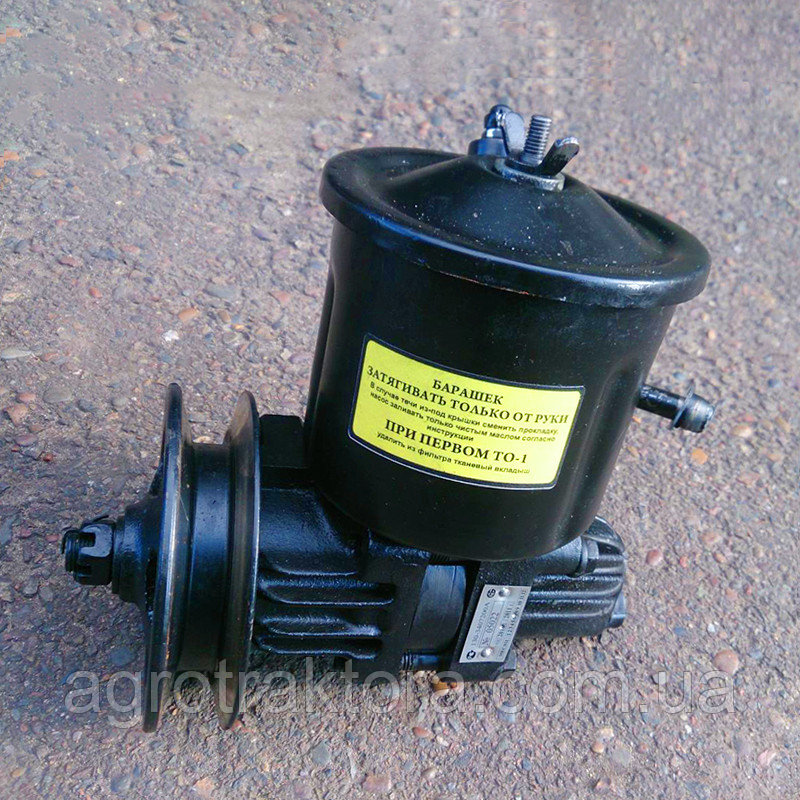 БАРАШЕК
ЗАТЯГИВАТЬ ТОЛЬКО ОТ РУКИ
В случае течи из-под крышки сменить прокладку.
насос заливать только чистым маслом согласно
инструкции
ПРИ ПЕРВОМ ТО-1
удалить из фильтра тканевый вкладыш
agrotraktora.com.ua